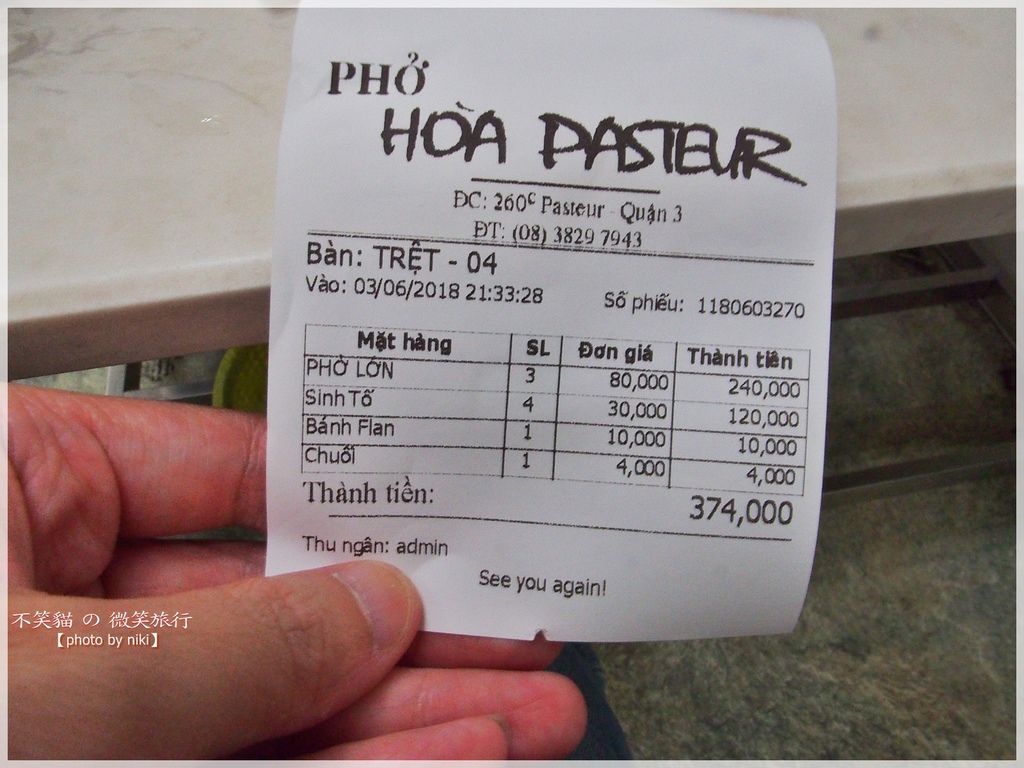 PHỞ
HÒA PASTEUR
ĐC: 260C Pasteur - Quận 3
ĐT: (08) 3829 7943
Bàn: TRỆT - 04
Vào: 03/06/2018 21:33:28 Số phiếu: 1180603270
Mặt hàng SL Đơn giá Thành tiền
PHỞ LỚN 3 80,000 240,000
Sinh Tố 4 30,000 120,000
Bánh Flan 1 10,000 10,000
Chuối 1 4,000 4,000
Thành tiền: 374,000
Thu ngân: admin
See you again!
不笑貓 の 微笑旅行
【photo by niki】